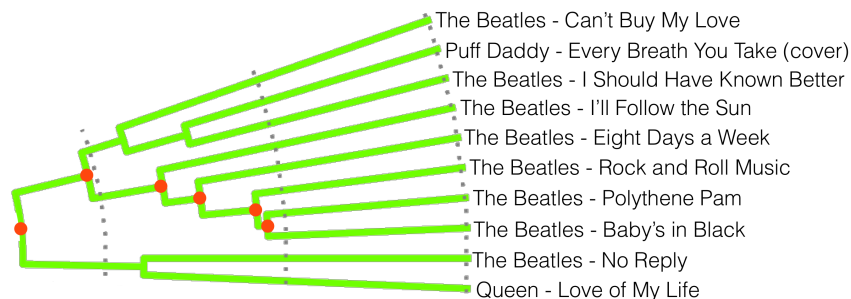 The Beatles - Can't Buy My Love
Puff Daddy - Every Breath You Take (cover)
The Beatles - I Should Have Known Better
The Beatles - I'll Follow the Sun
The Beatles - Eight Days a Week
The Beatles - Rock and Roll Music
The Beatles - Polythene Pam
The Beatles - Baby's in Black
The Beatles - No Reply
Queen - Love of My Life